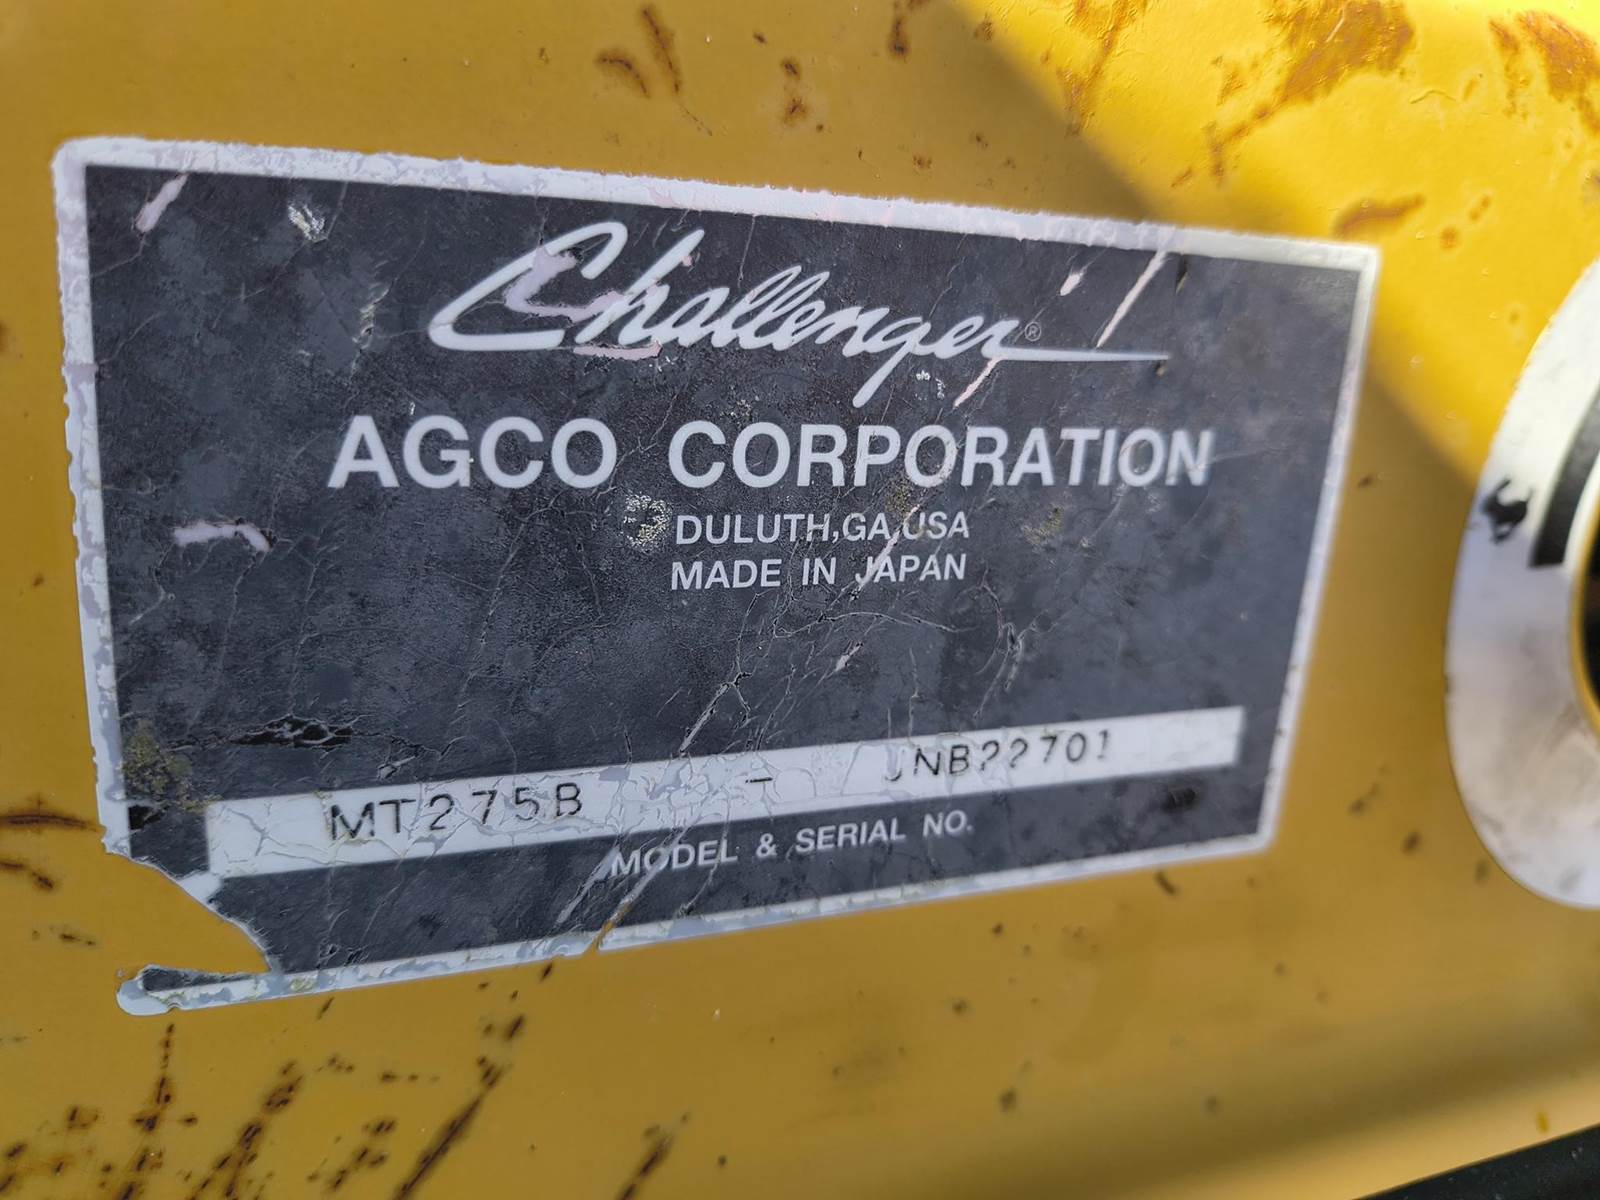 Challenger®
AGCO CORPORATION
DULUTH,GA,USA
MADE IN JAPAN
MT275B - JNB22701
MODEL & SERIAL NO.